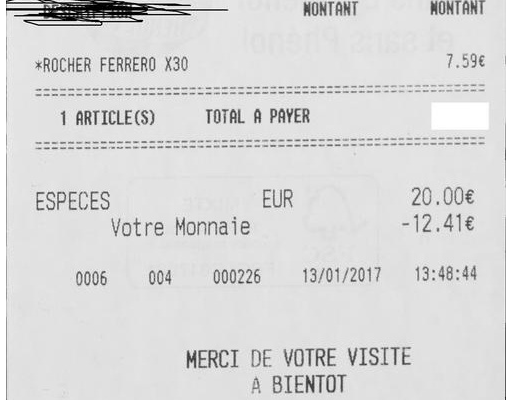 MONTANT MONTANT
*ROCHER FERRERO X30 7.59€
1 ARTICLE(S) TOTAL A PAYER
ESPECES EUR 20.00€
Votre Monnaie -12.41€
0006 004 000226 13/01/2017 13:48:44
MERCI DE VOTRE VISITE
A BIENTOT